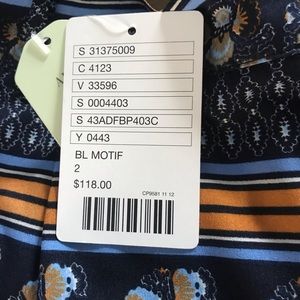 S 31375009
C 4123
V 33596
S 0004403
S 43ADFBP403C
Y 0443
BL MOTIF
2
$118.00
CP9581 11 12